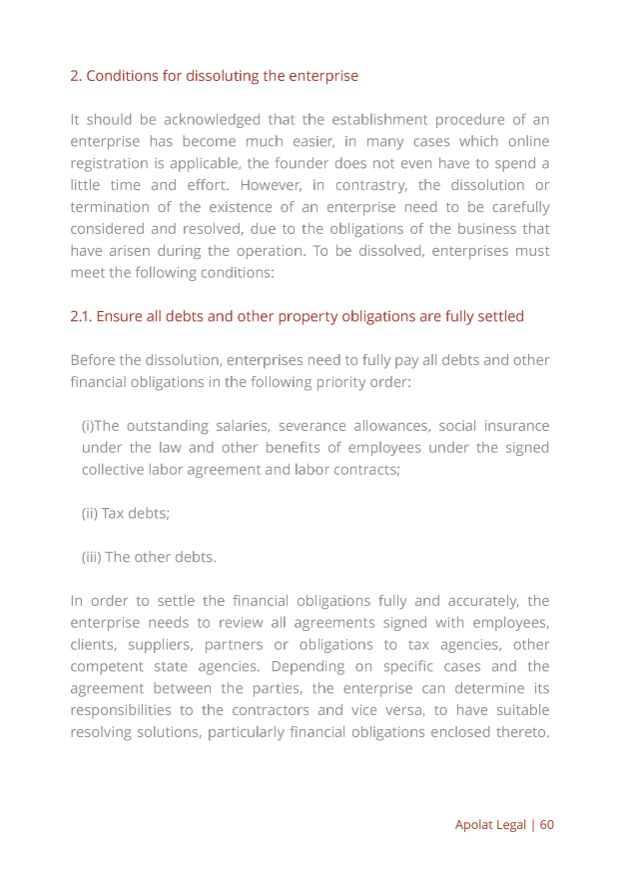 2. Conditions for dissoluting the enterprise
It should be acknowledged that the establishment procedure of an
enterprise has become much easier, in many cases which online
registration is applicable, the founder does not even have to spend a
little time and effort. However, in contrastry, the dissolution or
termination of the existence of an enterprise need to be carefully
considered and resolved, due to the obligations of the business that
have arisen during the operation. To be dissolved, enterprises must
meet the following conditions:
2.1. Ensure all debts and other property obligations are fully settled
Before the dissolution, enterprises need to fully pay all debts and other
financial obligations in the following priority order:
(i)The outstanding salaries, severance allowances, social insurance
under the law and other benefits of employees under the signed
collective labor agreement and labor contracts;
(ii) Tax debts;
(iii) The other debts.
In order to settle the financial obligations fully and accurately, the
enterprise needs to review all agreements signed with employees,
clients, suppliers, partners or obligations to tax agencies, other
competent state agencies. Depending on specific cases and the
agreement between the parties, the enterprise can determine its
responsibilities to the contractors and vice versa, to have suitable
resolving solutions, particularly financial obligations enclosed thereto.
Apolat Legal | 60